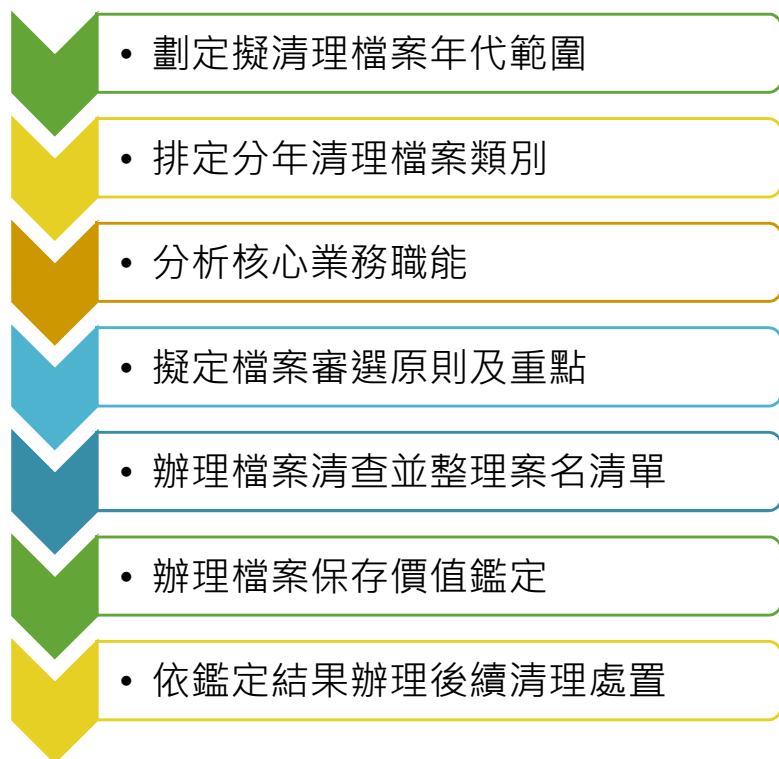 • 劃定擬清理檔案年代範圍
• 排定分年清理檔案類別
• 分析核心業務職能
• 擬定檔案審選原則及重點
• 辦理檔案清查並整理案名清單
• 辦理檔案保存價值鑑定
• 依鑑定結果辦理後續清理處置